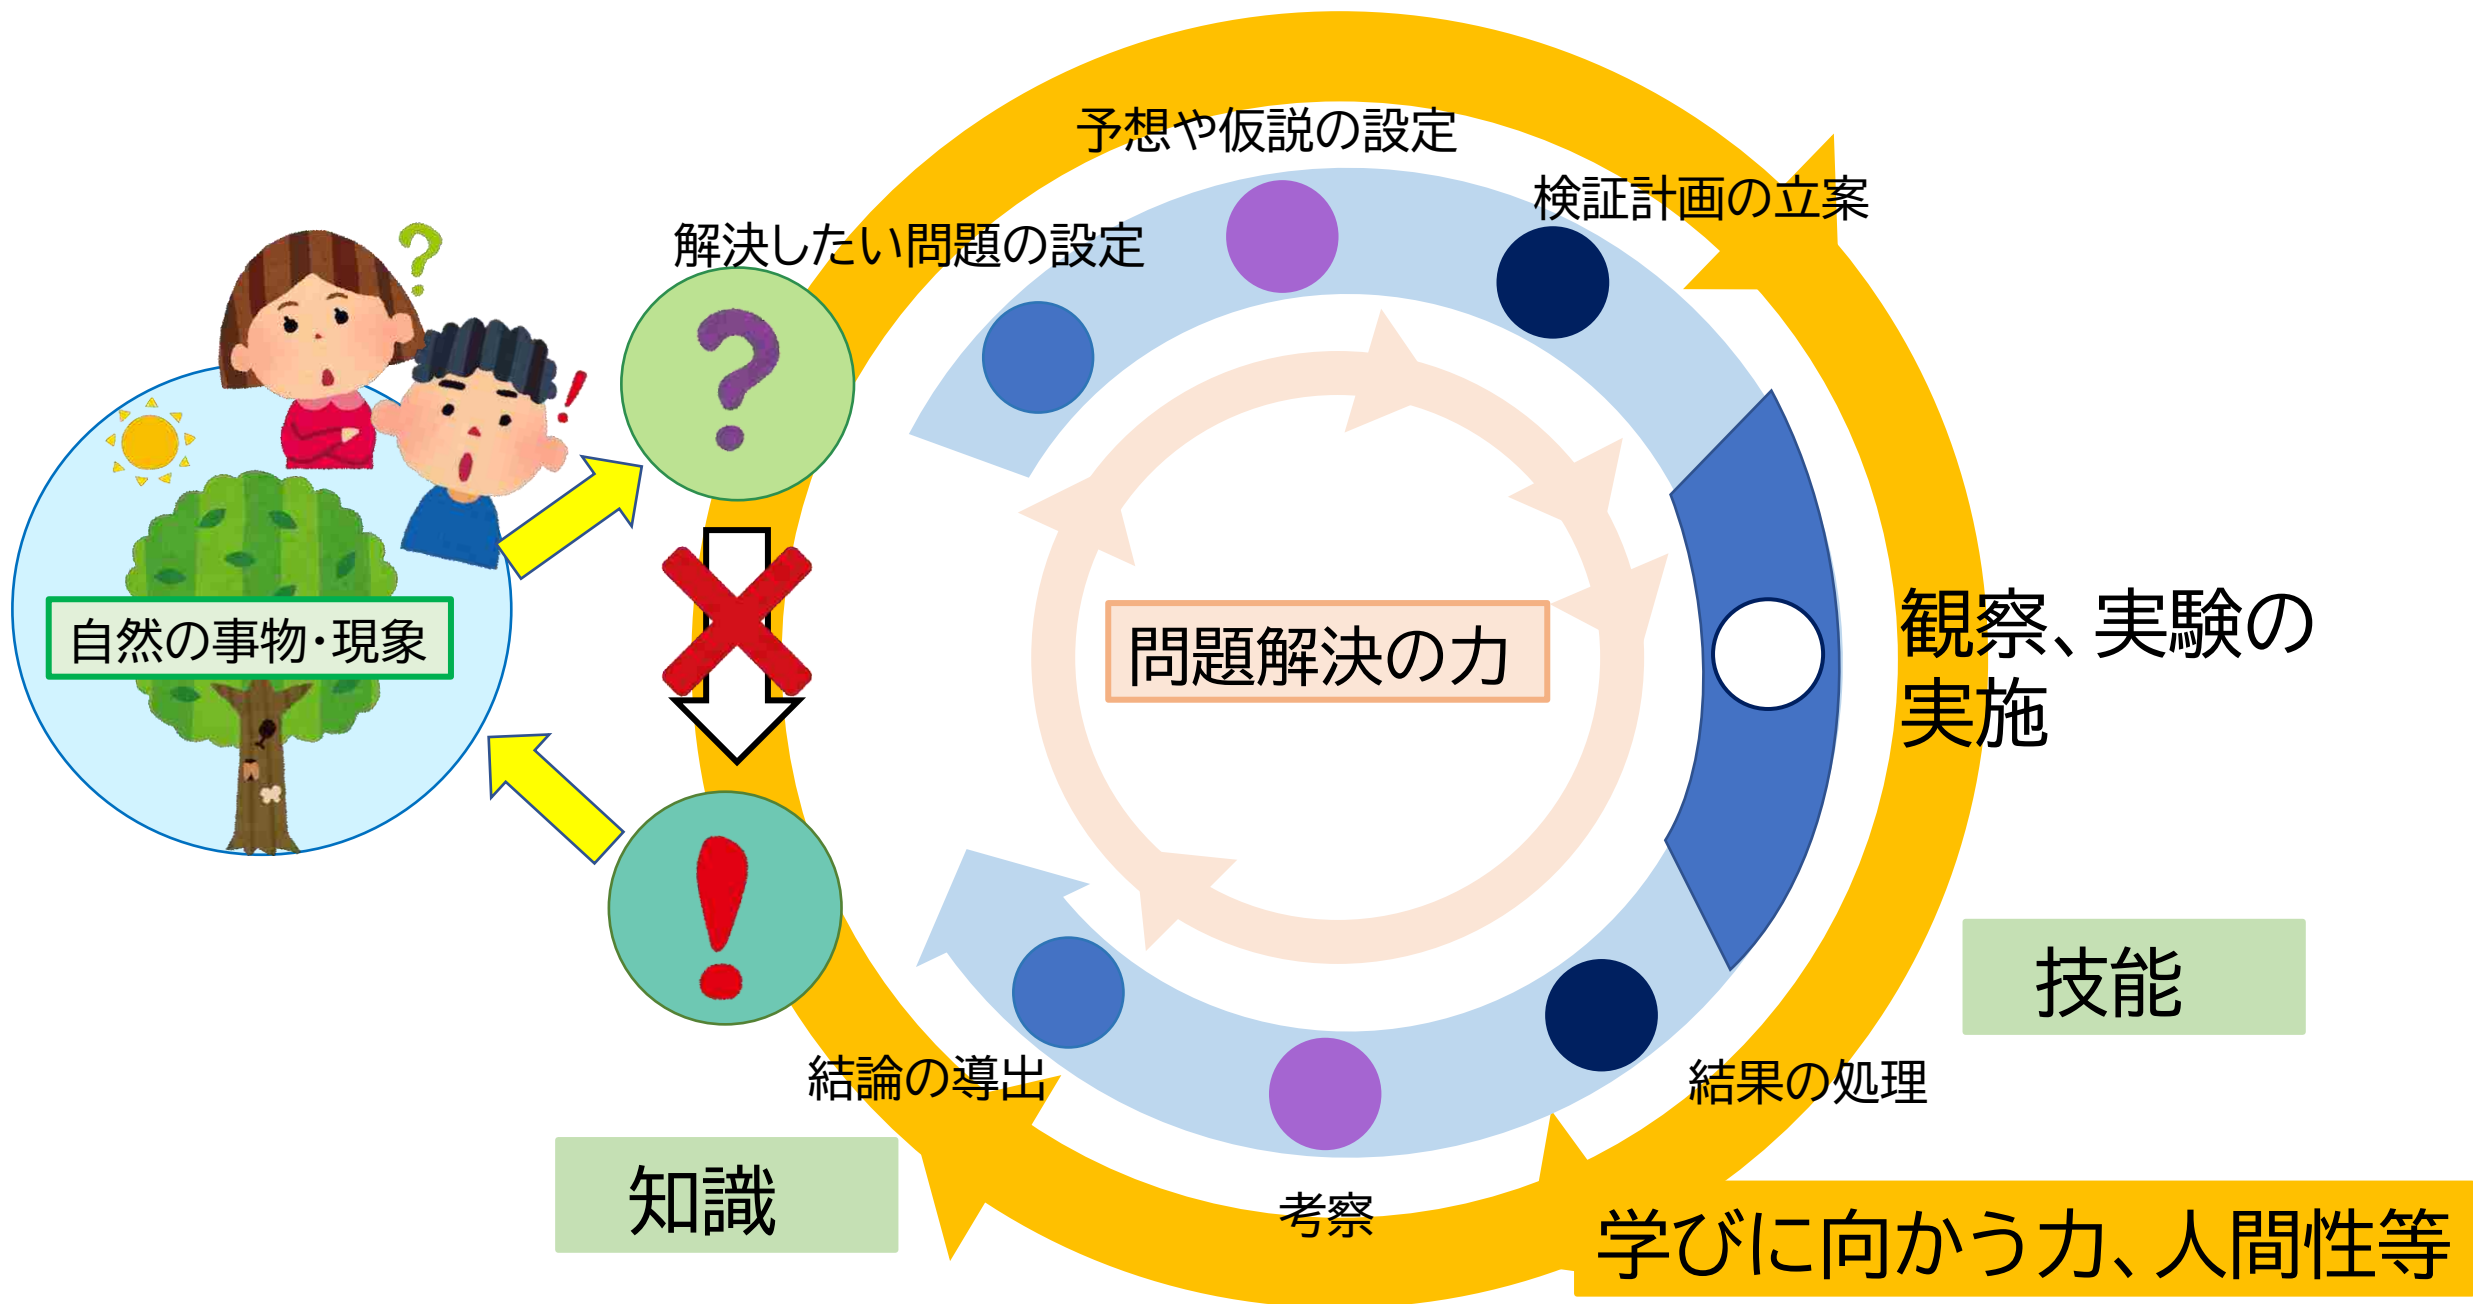 予想や仮説の設定
検証計画の立案
解決したい問題の設定
?
!
?
自然の事物・現象
問題解決の力
観察、実験の
実施
!
技能
結論の導出
結果の処理
知識
考察
学びに向かう力、人間性等